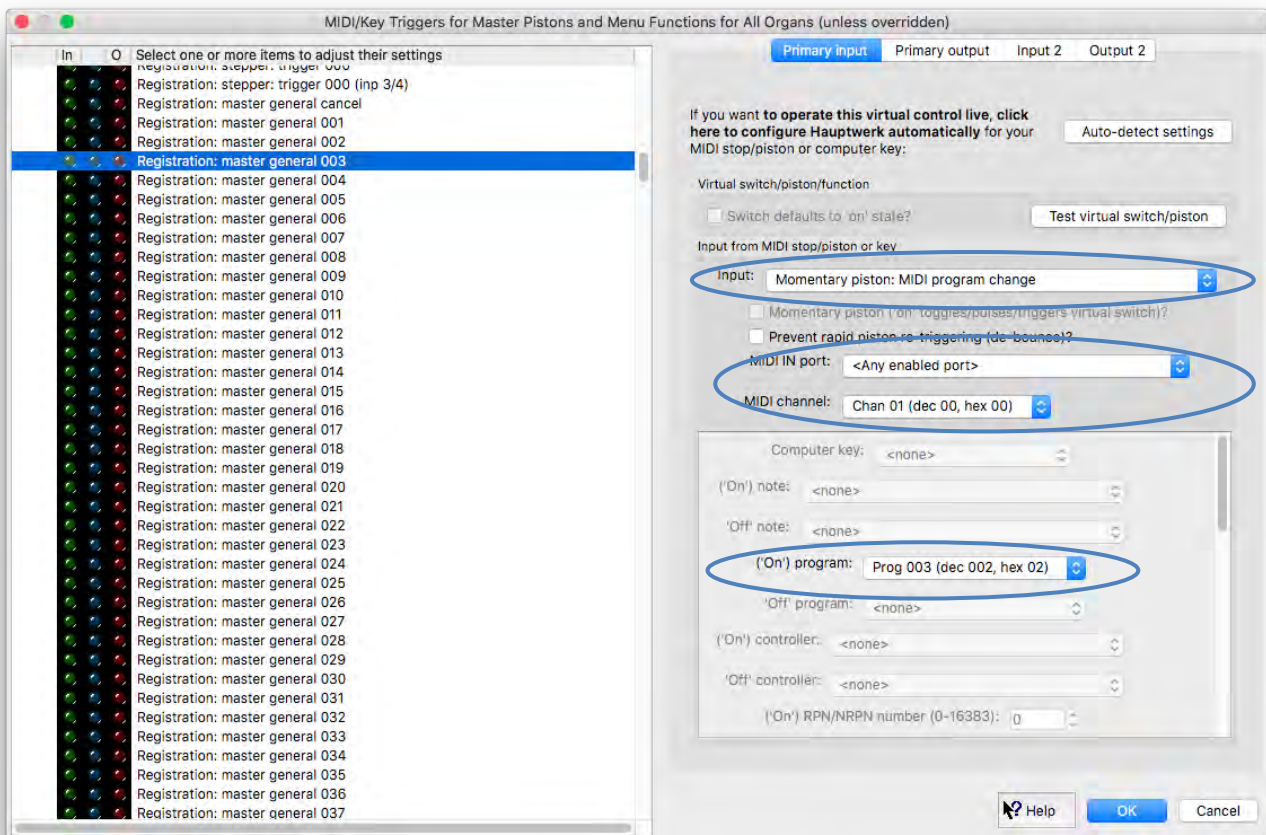 MIDI/Key Triggers for Master Pistons and Menu Functions for All Organs (unless overridden)
In O Select one or more items to adjust their settings
Registration: stepper: trigger 000
Registration: stepper: trigger 000 (inp 3/4)
Registration: master general cancel
Registration: master general 001
Registration: master general 002
Registration: master general 003
Registration: master general 004
Registration: master general 005
Registration: master general 006
Registration: master general 007
Registration: master general 008
Registration: master general 009
Registration: master general 010
Registration: master general 011
Registration: master general 012
Registration: master general 013
Registration: master general 014
Registration: master general 015
Registration: master general 016
Registration: master general 017
Registration: master general 018
Registration: master general 019
Registration: master general 020
Registration: master general 021
Registration: master general 022
Registration: master general 023
Registration: master general 024
Registration: master general 025
Registration: master general 026
Registration: master general 027
Registration: master general 028
Registration: master general 029
Registration: master general 030
Registration: master general 031
Registration: master general 032
Registration: master general 033
Registration: master general 034
Registration: master general 035
Registration: master general 036
Registration: master general 037
Primary input Primary output Input 2 Output 2
If you want to operate this virtual control live, click
here to configure Hauptwerk automatically for your
MIDI stop/piston or computer key:
Auto-detect settings
Virtual switch/piston/function
Switch defaults to 'on' state?
Test virtual switch/piston
Input from MIDI stop/piston or key
Input: Momentary piston: MIDI program change
Momentary piston ('on' toggles/pulses/triggers virtual switch)?
Prevent rapid piston re-triggering (de-bounce)?
MIDI IN port: <Any enabled port>
MIDI channel: Chan 01 (dec 00, hex 00)
Computer key: <none>
('On') note: <none>
'Off' note: <none>
('On') program: Prog 003 (dec 002, hex 02)
'Off' program: <none>
('On') controller: <none>
'Off' controller: <none>
('On') RPN/NRPN number (0-16383): 0
? Help OK Cancel